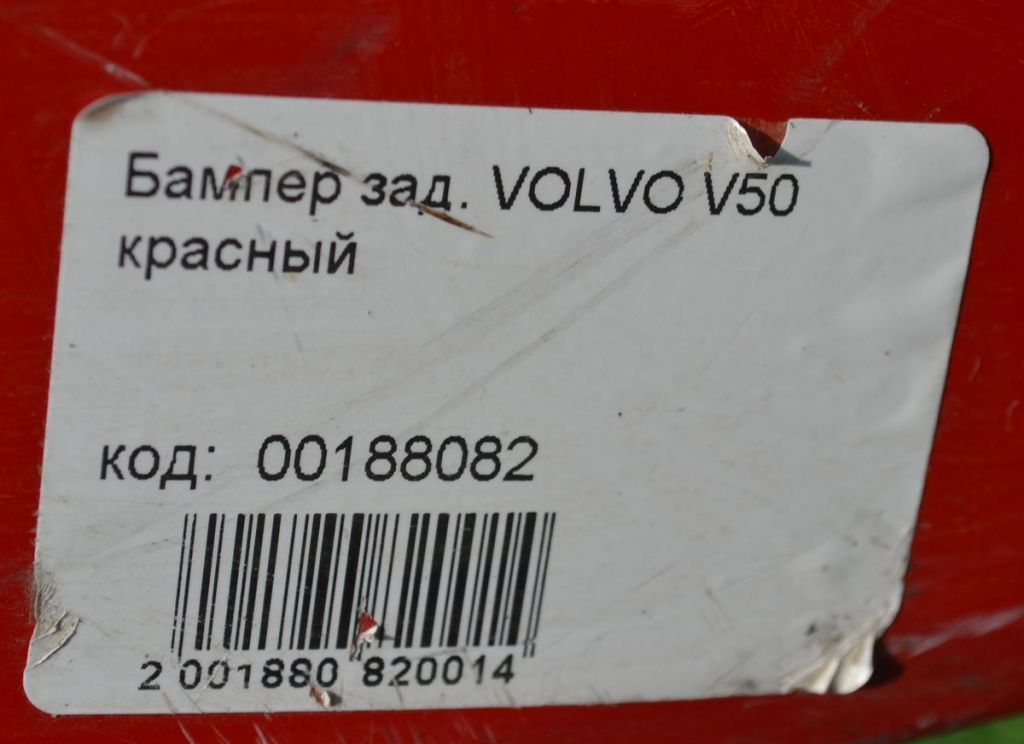 Бампер зад. VOLVO V50
красный
код: 00188082
2 001880 820014